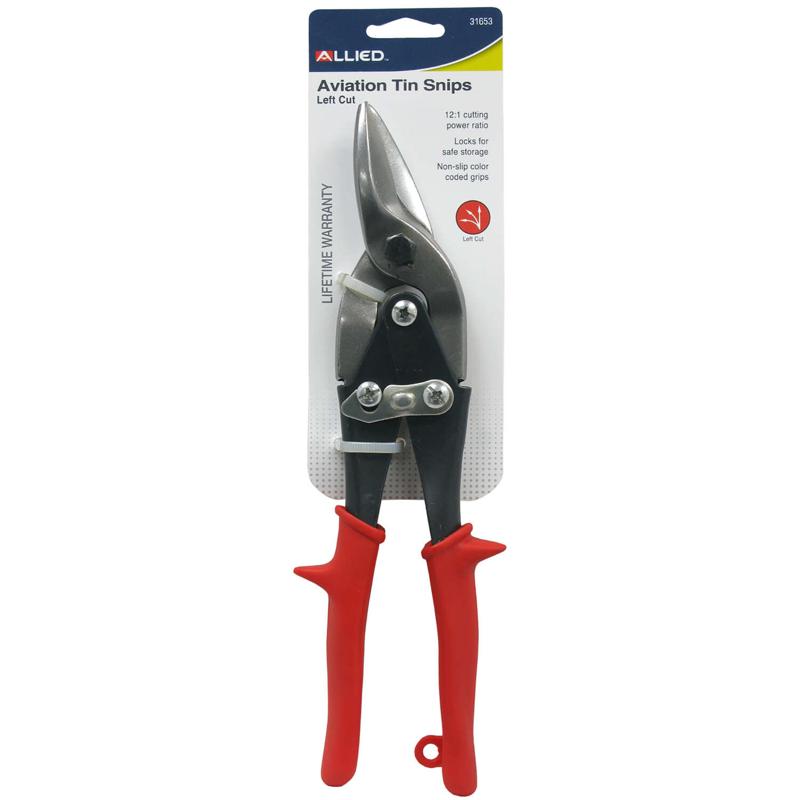 31653
ALLIED™
Aviation Tin Snips
Left Cut
12:1 cutting
power ratio
Locks for
safe storage
Non-slip color
coded grips
Left Cut
LIFETIME WARRANTY